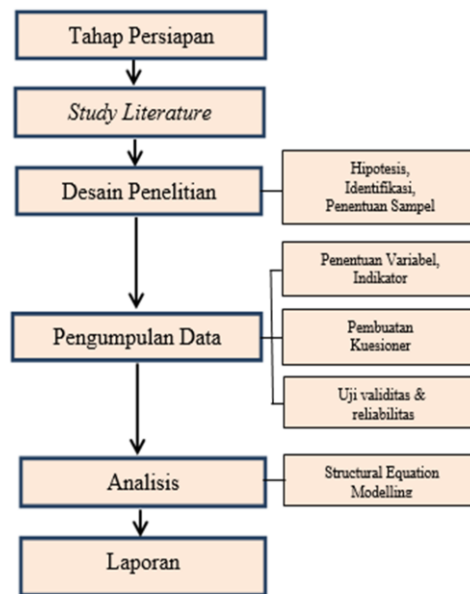 Tahap Persiapan
Study Literature
Desain Penelitian
Hipotesis,
Identifikasi,
Penentuan Sampel
Penentuan Variabel,
Indikator
Pengumpulan Data
Pembuatan
Kuesioner
Uji validitas &
reliabilitas
Analisis
Structural Equation
Modelling
Laporan